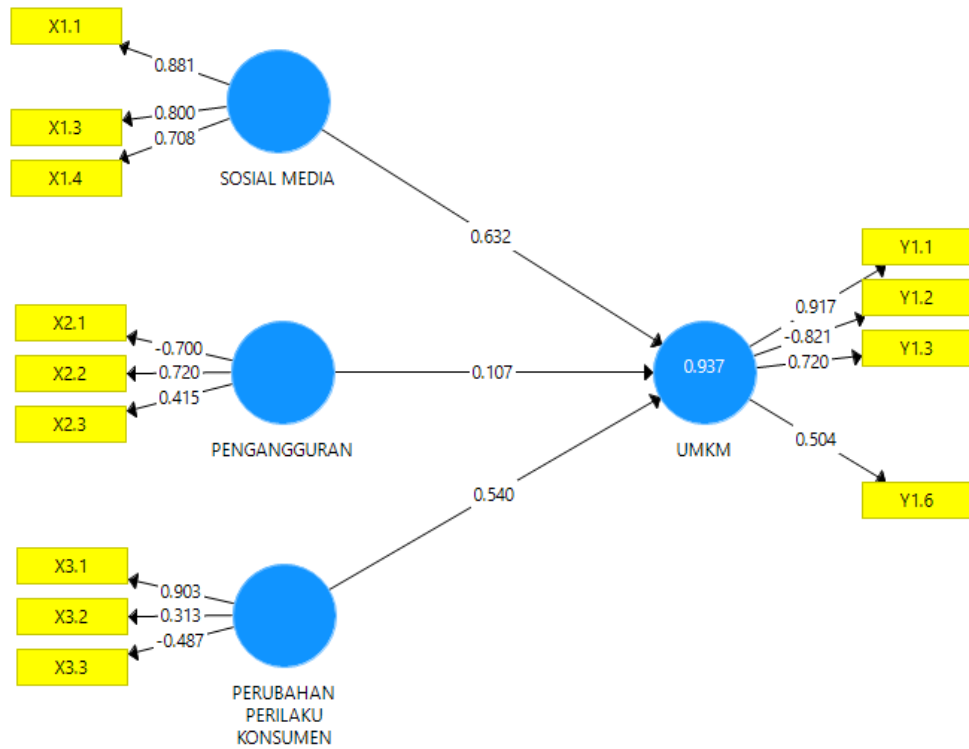 X1.1
0.881
X1.3
0.800
0.708
X1.4
SOSIAL MEDIA
0.632
X2.1
-0.700
X2.2
0.720
X2.3
0.415
PENGANGGURAN
0.107
X3.1
0.903
X3.2
0.313
-0.487
X3.3
PERUBAHAN
PERILAKU
KONSUMEN
0.540
0.937
UMKM
Y1.1
0.917
Y1.2
-0.821
Y1.3
0.720
0.504
Y1.6